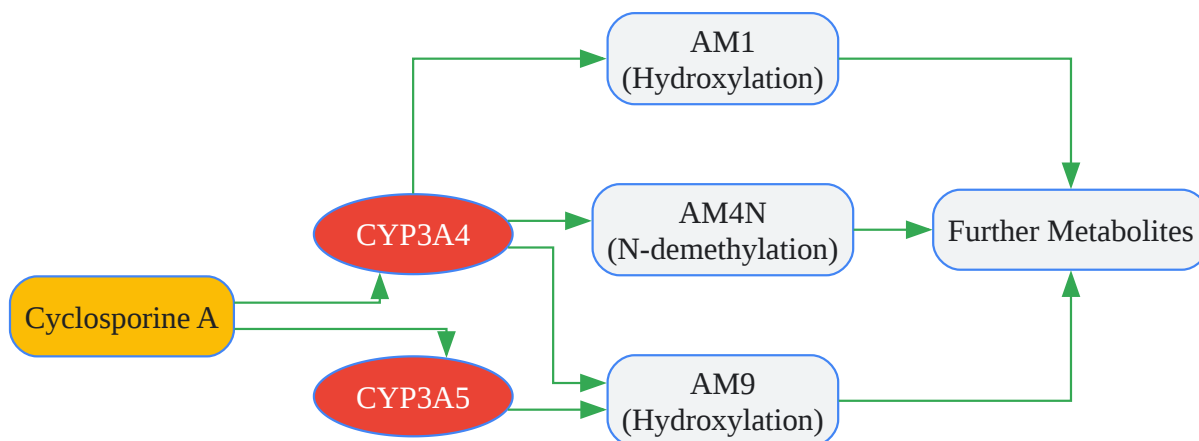 AM1
(Hydroxylation)
CYP3A4
AM4N
(N-demethylation)
Further Metabolites
Cyclosporine A
CYP3A5
AM9
(Hydroxylation)